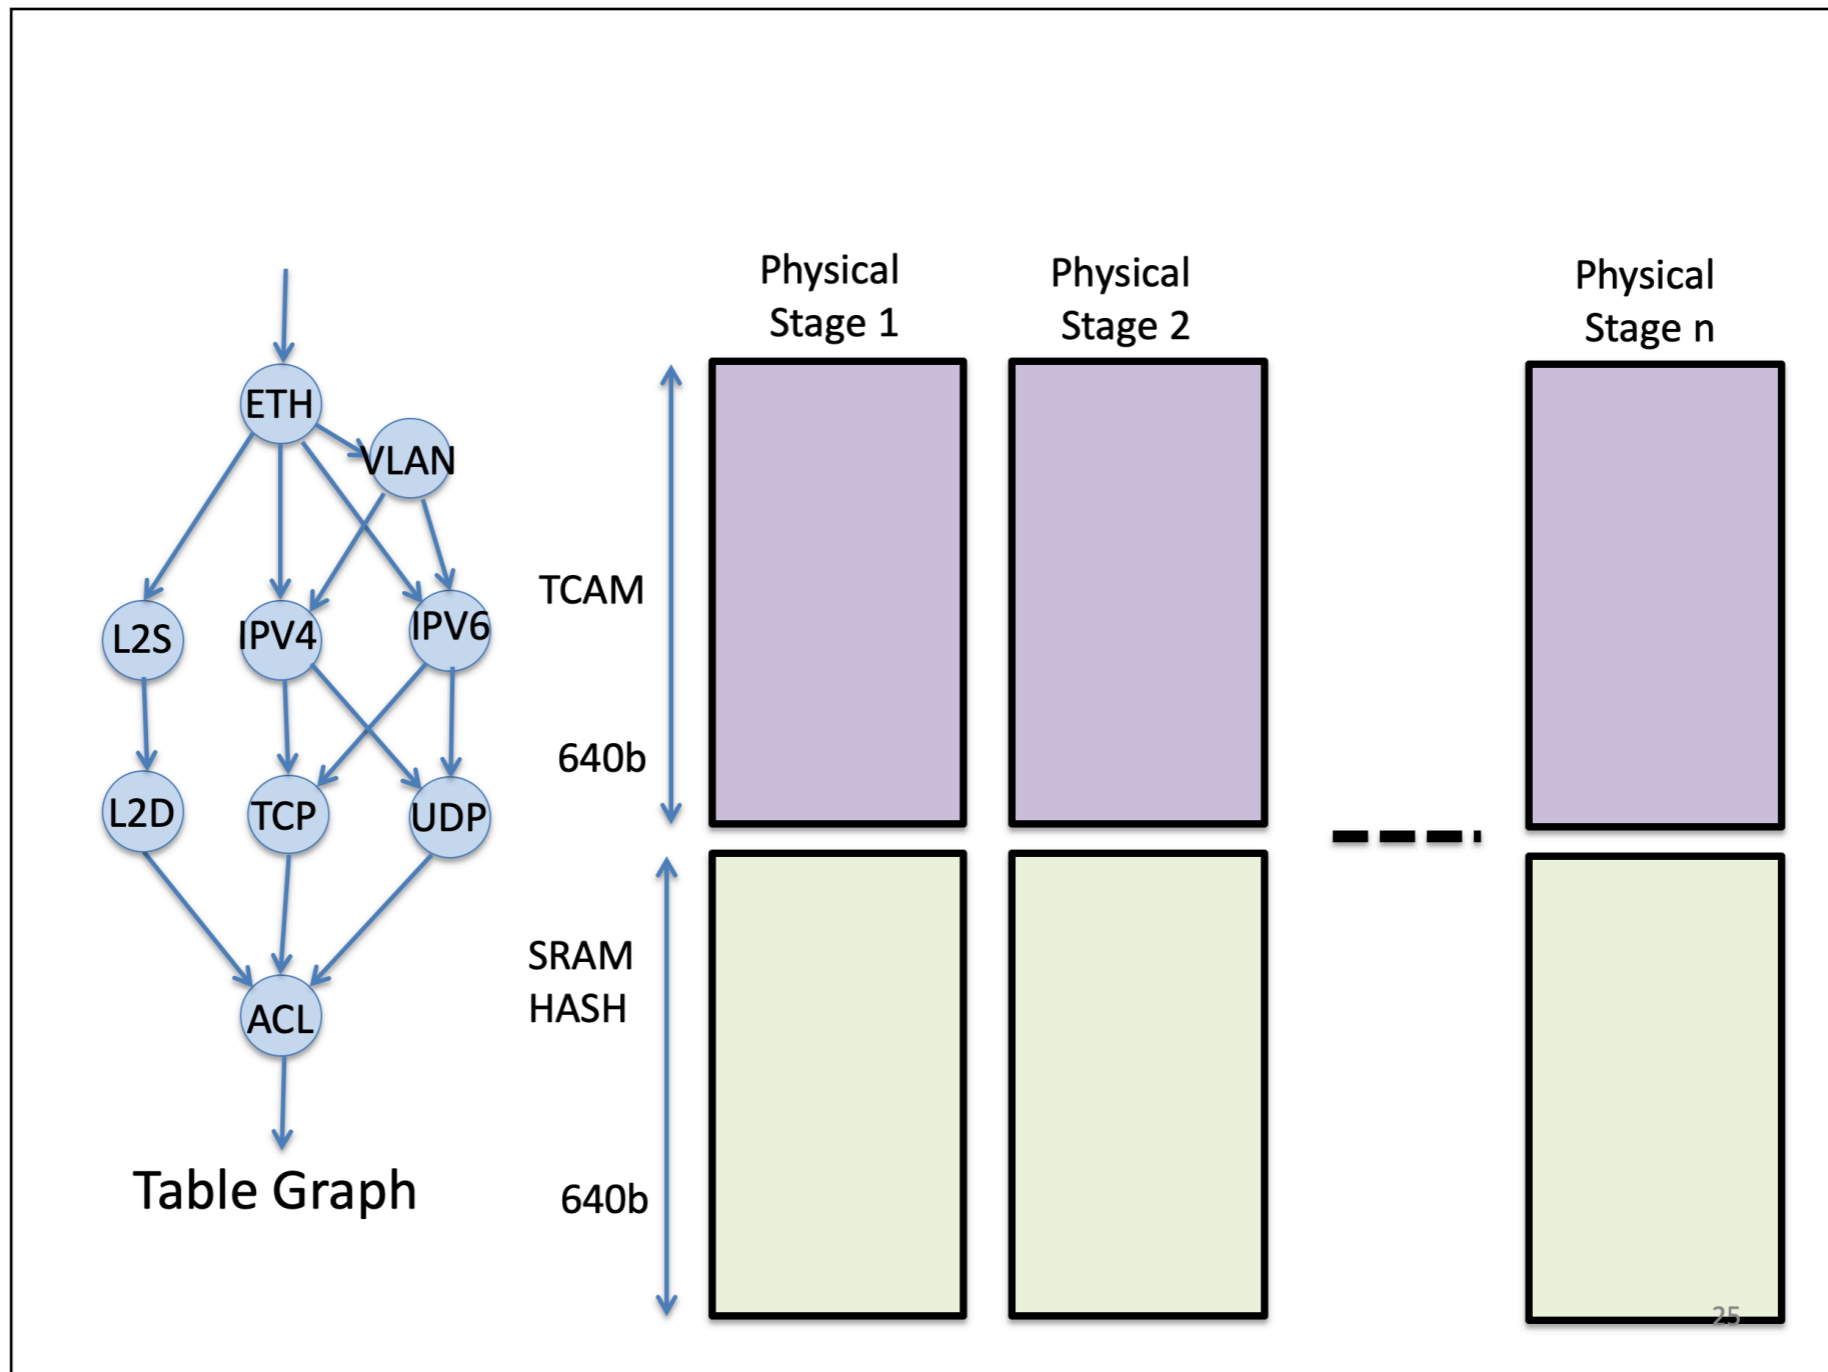 Physical
Stage 1
Physical
Stage 2
Physical
Stage n
ETH
VLAN
TCAM
L2S
IPV4
IPV6
640b
L2D
TCP
UDP
SRAM
HASH
ACL
Table Graph
640b
25